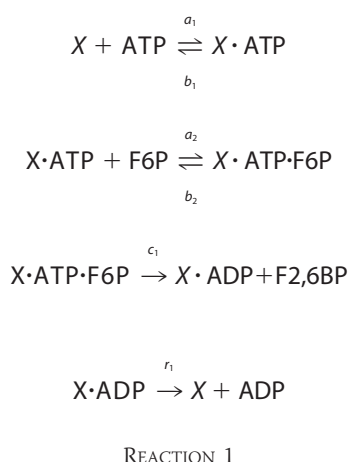 a₁
X + ATP ⇌ X · ATP
b₁
a₂
X·ATP + F6P ⇌ X · ATP·F6P
b₂
c₁
X·ATP·F6P → X · ADP+F2,6BP
r₁
X·ADP → X + ADP
REACTION 1